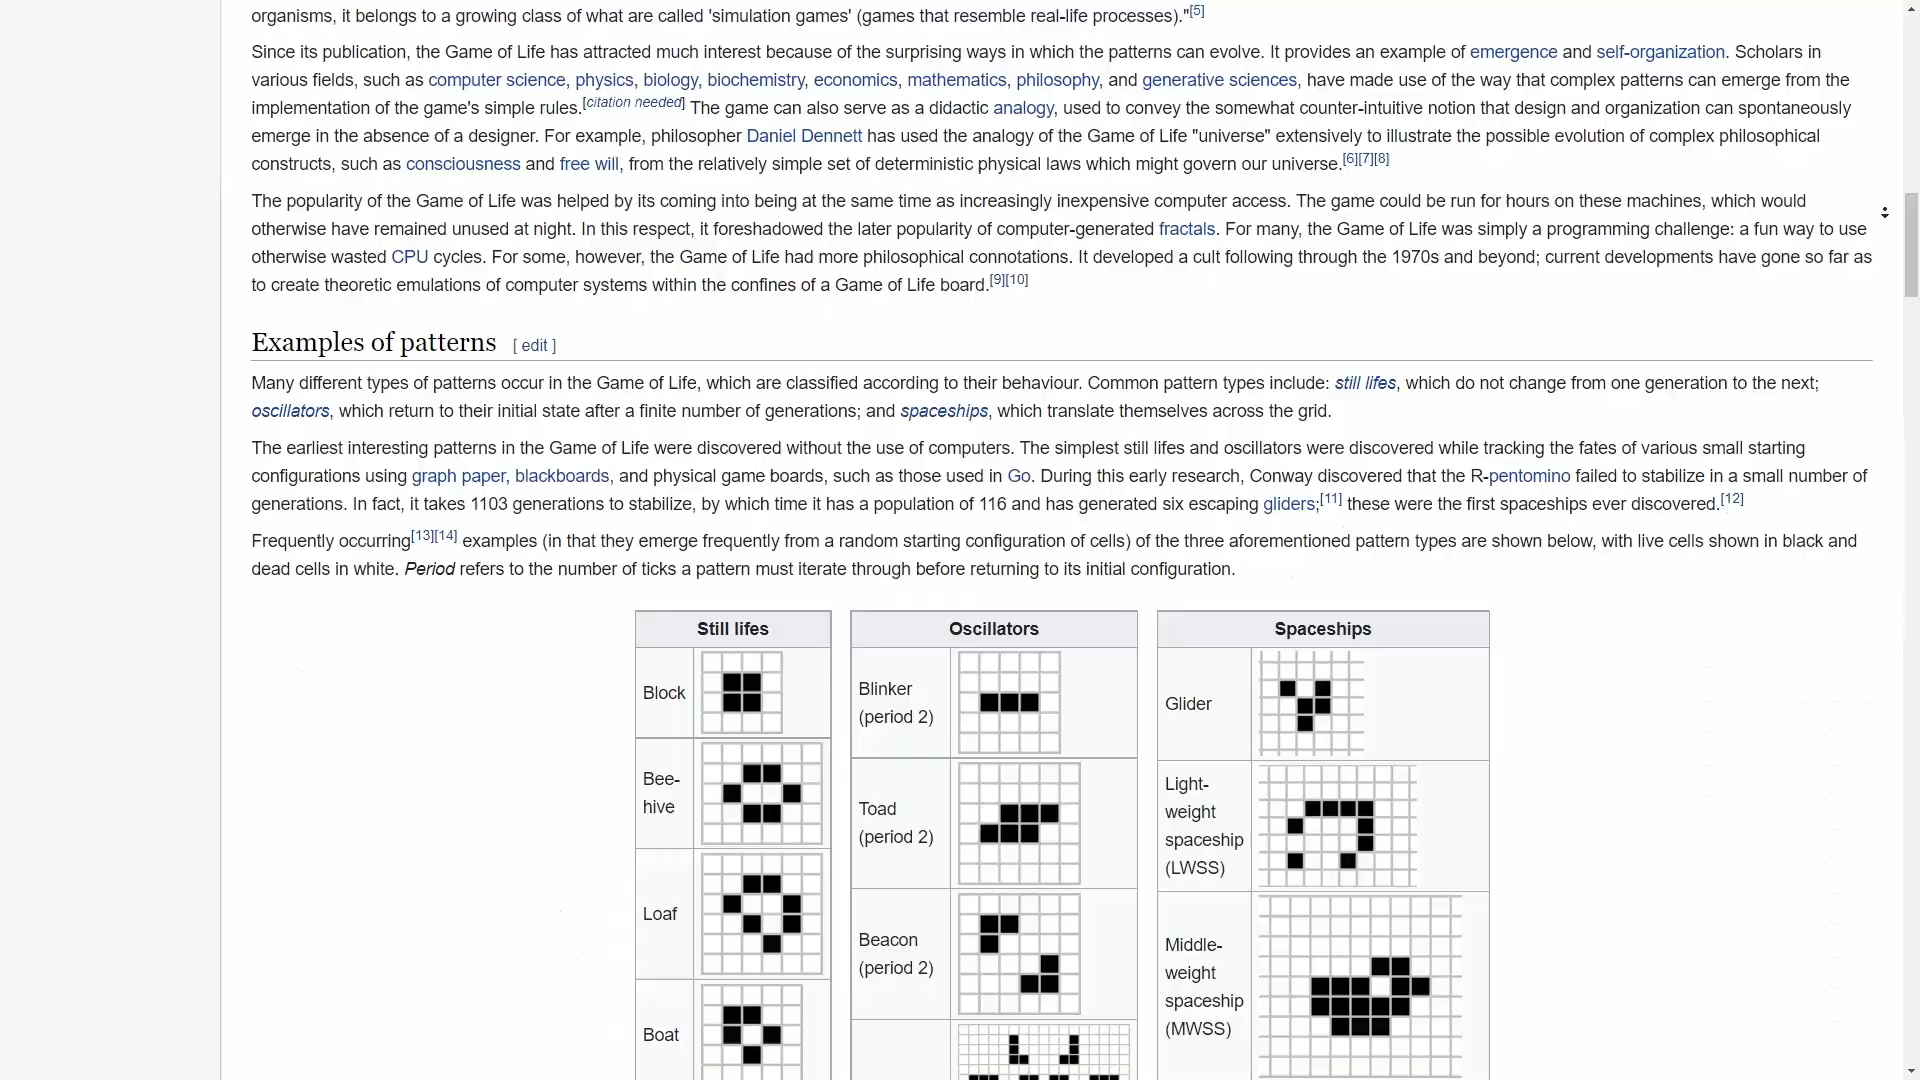 organisms, it belongs to a growing class of what are called 'simulation games' (games that resemble real-life processes)."[5]
Since its publication, the Game of Life has attracted much interest because of the surprising ways in which the patterns can evolve. It provides an example of emergence and self-organization. Scholars in
various fields, such as computer science, physics, biology, biochemistry, economics, mathematics, philosophy, and generative sciences, have made use of the way that complex patterns can emerge from the
implementation of the game's simple rules.[citation needed] The game can also serve as a didactic analogy, used to convey the somewhat counter-intuitive notion that design and organization can spontaneously
emerge in the absence of a designer. For example, philosopher Daniel Dennett has used the analogy of the Game of Life "universe" extensively to illustrate the possible evolution of complex philosophical
constructs, such as consciousness and free will, from the relatively simple set of deterministic physical laws which might govern our universe.[6][7][8]
The popularity of the Game of Life was helped by its coming into being at the same time as increasingly inexpensive computer access. The game could be run for hours on these machines, which would
otherwise have remained unused at night. In this respect, it foreshadowed the later popularity of computer-generated fractals. For many, the Game of Life was simply a programming challenge: a fun way to use
otherwise wasted CPU cycles. For some, however, the Game of Life had more philosophical connotations. It developed a cult following through the 1970s and beyond; current developments have gone so far as
to create theoretic emulations of computer systems within the confines of a Game of Life board.[9][10]
Examples of patterns [ edit ]
Many different types of patterns occur in the Game of Life, which are classified according to their behaviour. Common pattern types include: still lifes, which do not change from one generation to the next;
oscillators, which return to their initial state after a finite number of generations; and spaceships, which translate themselves across the grid.
The earliest interesting patterns in the Game of Life were discovered without the use of computers. The simplest still lifes and oscillators were discovered while tracking the fates of various small starting
configurations using graph paper, blackboards, and physical game boards, such as those used in Go. During this early research, Conway discovered that the R-pentomino failed to stabilize in a small number of
generations. In fact, it takes 1103 generations to stabilize, by which time it has a population of 116 and has generated six escaping gliders;[11] these were the first spaceships ever discovered.[12]
Frequently occurring[13][14] examples (in that they emerge frequently from a random starting configuration of cells) of the three aforementioned pattern types are shown below, with live cells shown in black and
dead cells in white. Period refers to the number of ticks a pattern must iterate through before returning to its initial configuration.
Still lifes
Block
Bee-
hive
Loaf
Boat
Oscillators
Blinker
(period 2)
Toad
(period 2)
Beacon
(period 2)
Spaceships
Glider
Light-
weight
spaceship
(LWSS)
Middle-
weight
spaceship
(MWSS)